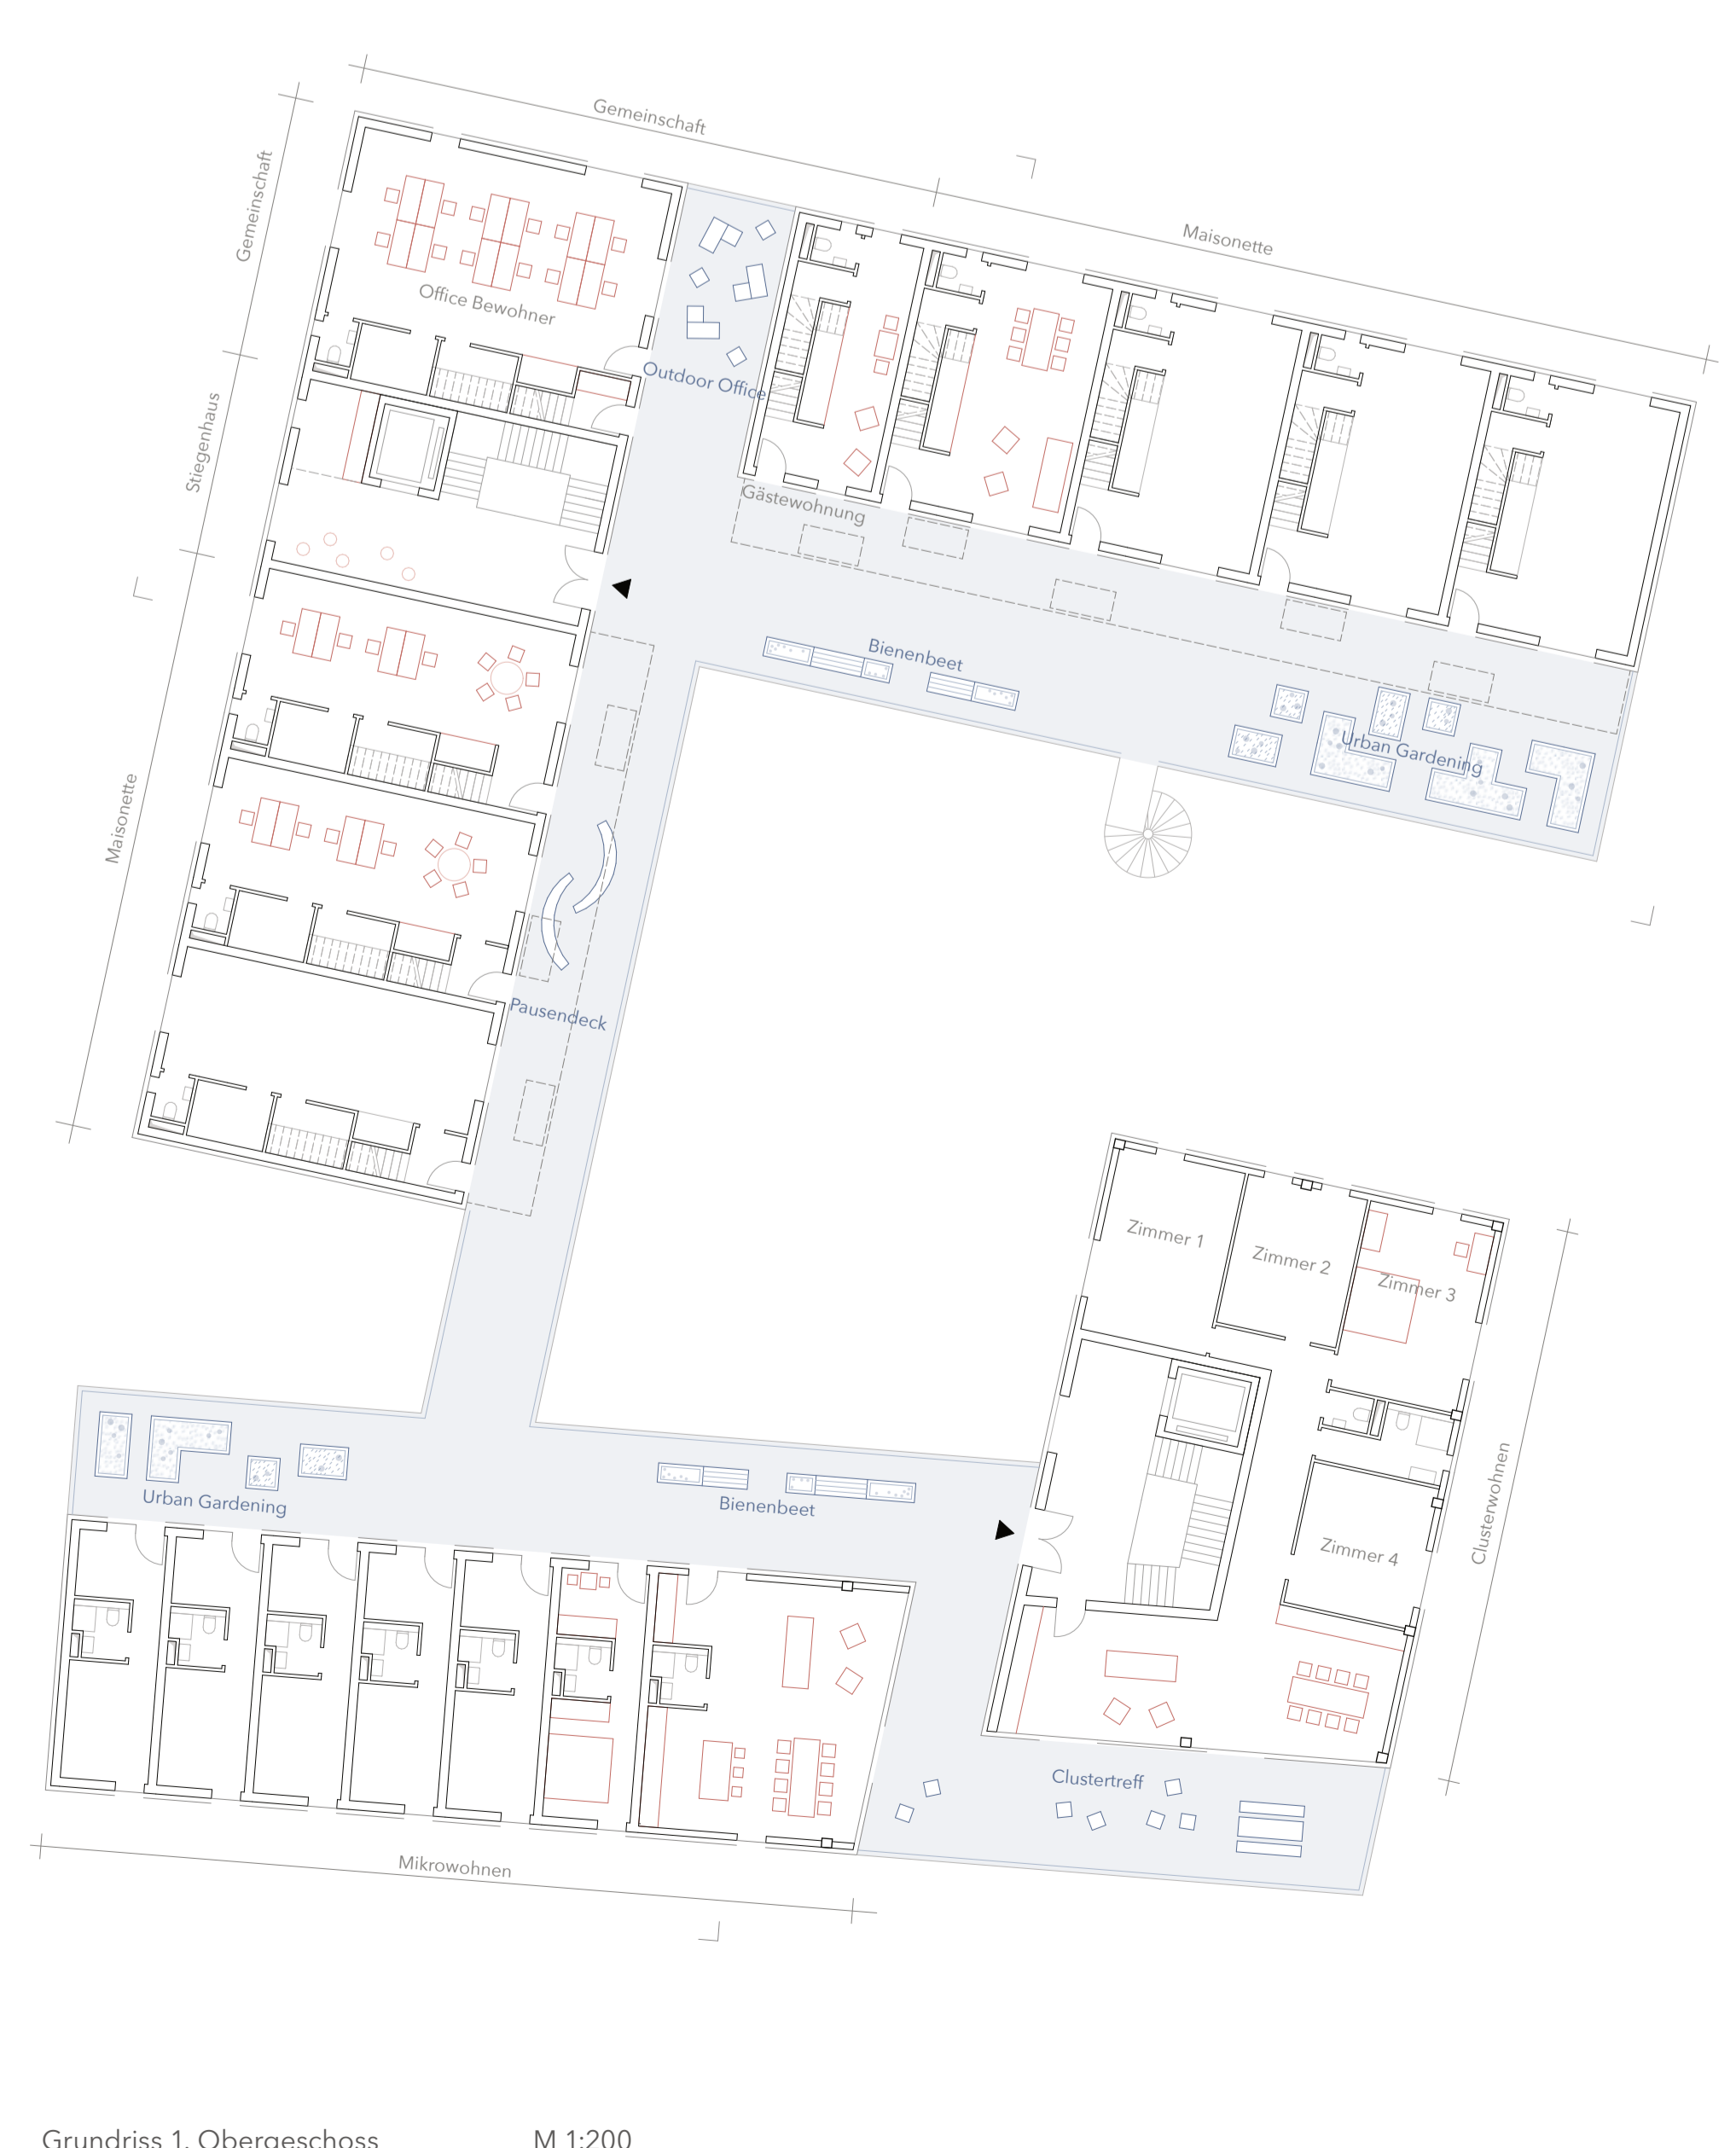 Gemeinschaft
Gemeinschaft
Maisonette
Office Bewohner
Outdoor Office
Stiegenhaus
Gästewohnung
Bienenbeet
Urban Gardening
Maisonette
Pausendeck
Zimmer 1
Zimmer 2
Zimmer 3
Urban Gardening
Bienenbeet
Zimmer 4
Clusterwohnen
Clustertreff
Mikrowohnen
Grundriss 1. Obergeschoss M 1:200